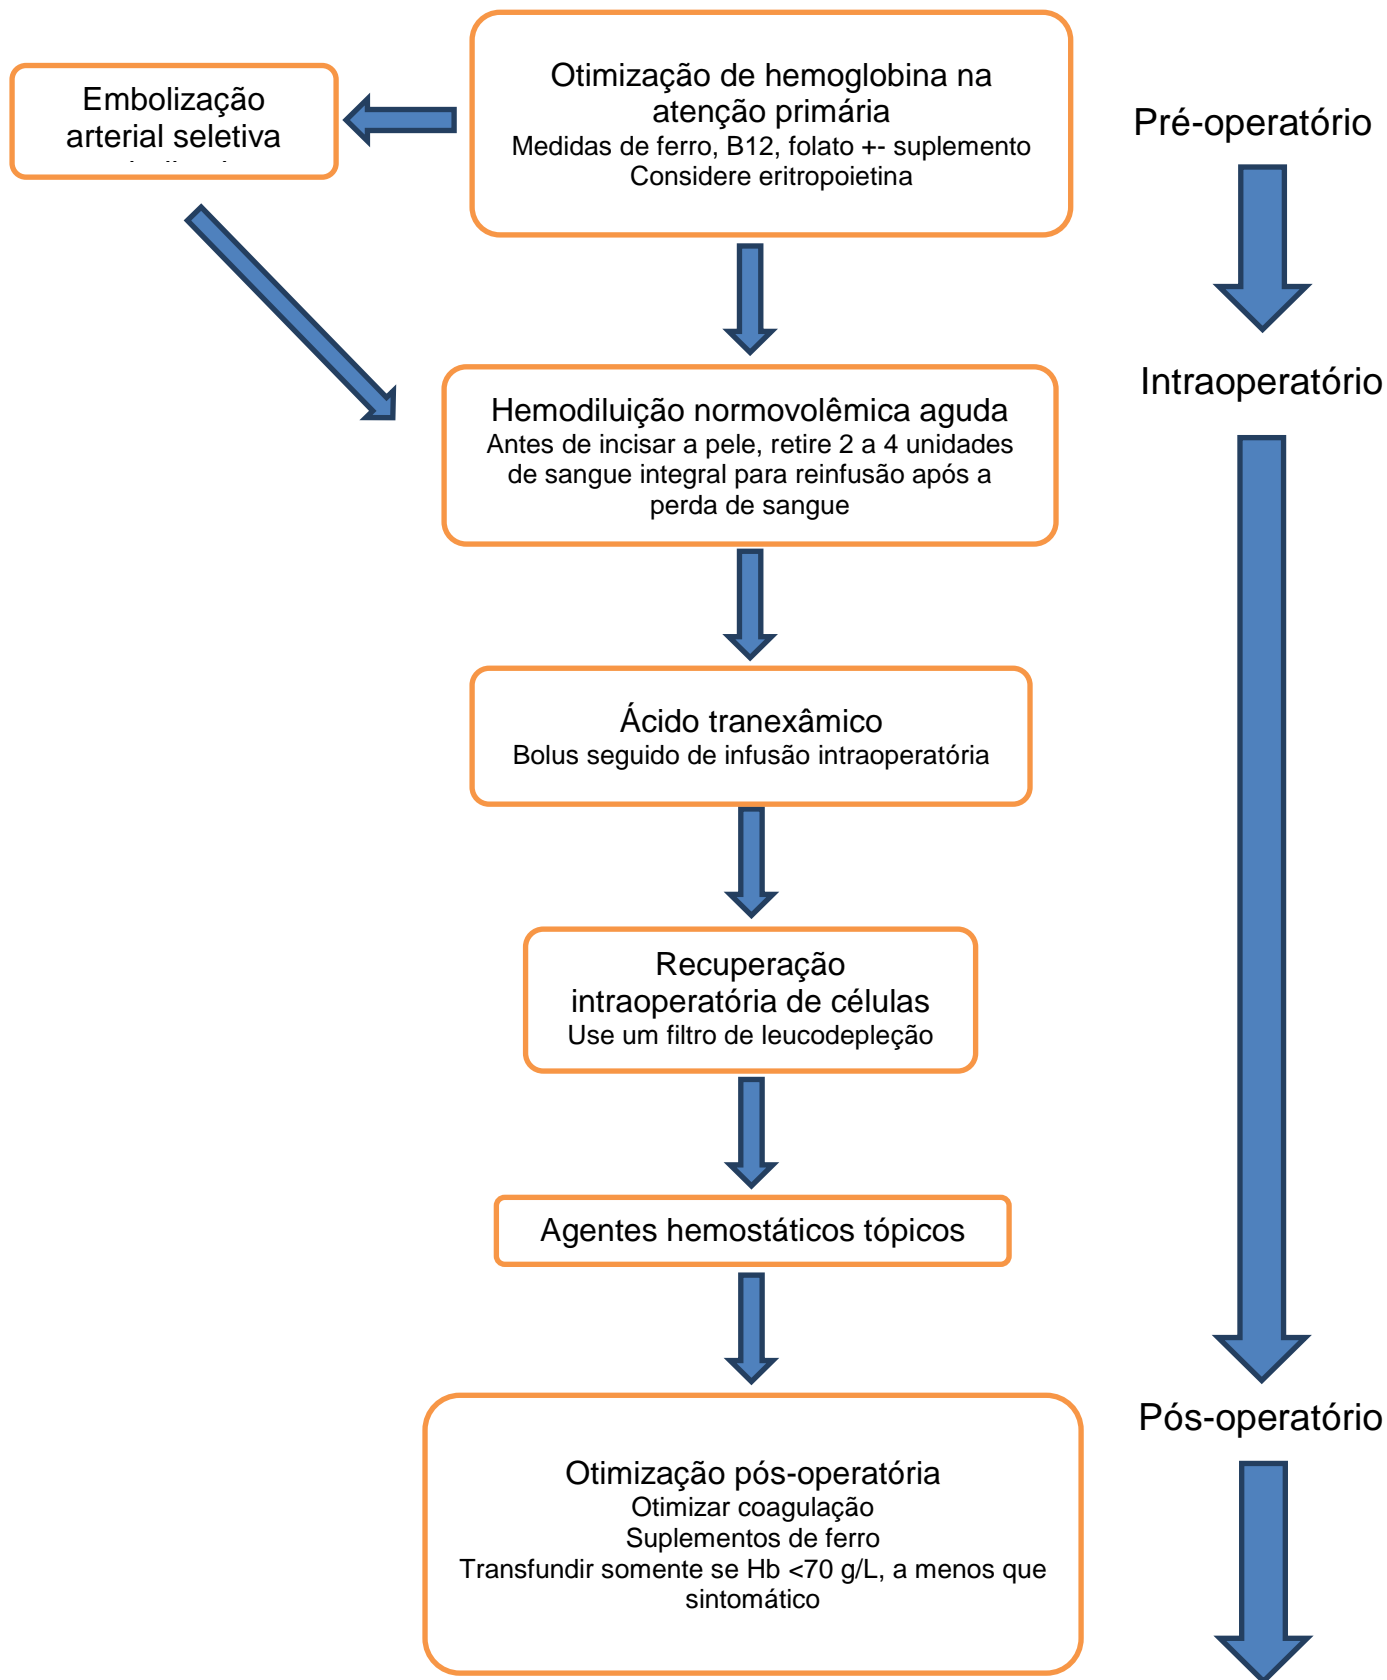 Otimização de hemoglobina na
atenção primária
Medidas de ferro, B12, folato +- suplemento
Considere eritropoietina
Embolização
arterial seletiva
Pré-operatório
Intraoperatório
Hemodiluição normovolêmica aguda
Antes de incisar a pele, retire 2 a 4 unidades
de sangue integral para reinfusão após a
perda de sangue
Ácido tranexâmico
Bolus seguido de infusão intraoperatória
Recuperação
intraoperatória de células
Use um filtro de leucodepleção
Agentes hemostáticos tópicos
Pós-operatório
Otimização pós-operatória
Otimizar coagulação
Suplementos de ferro
Transfundir somente se Hb <70 g/L, a menos que
sintomático